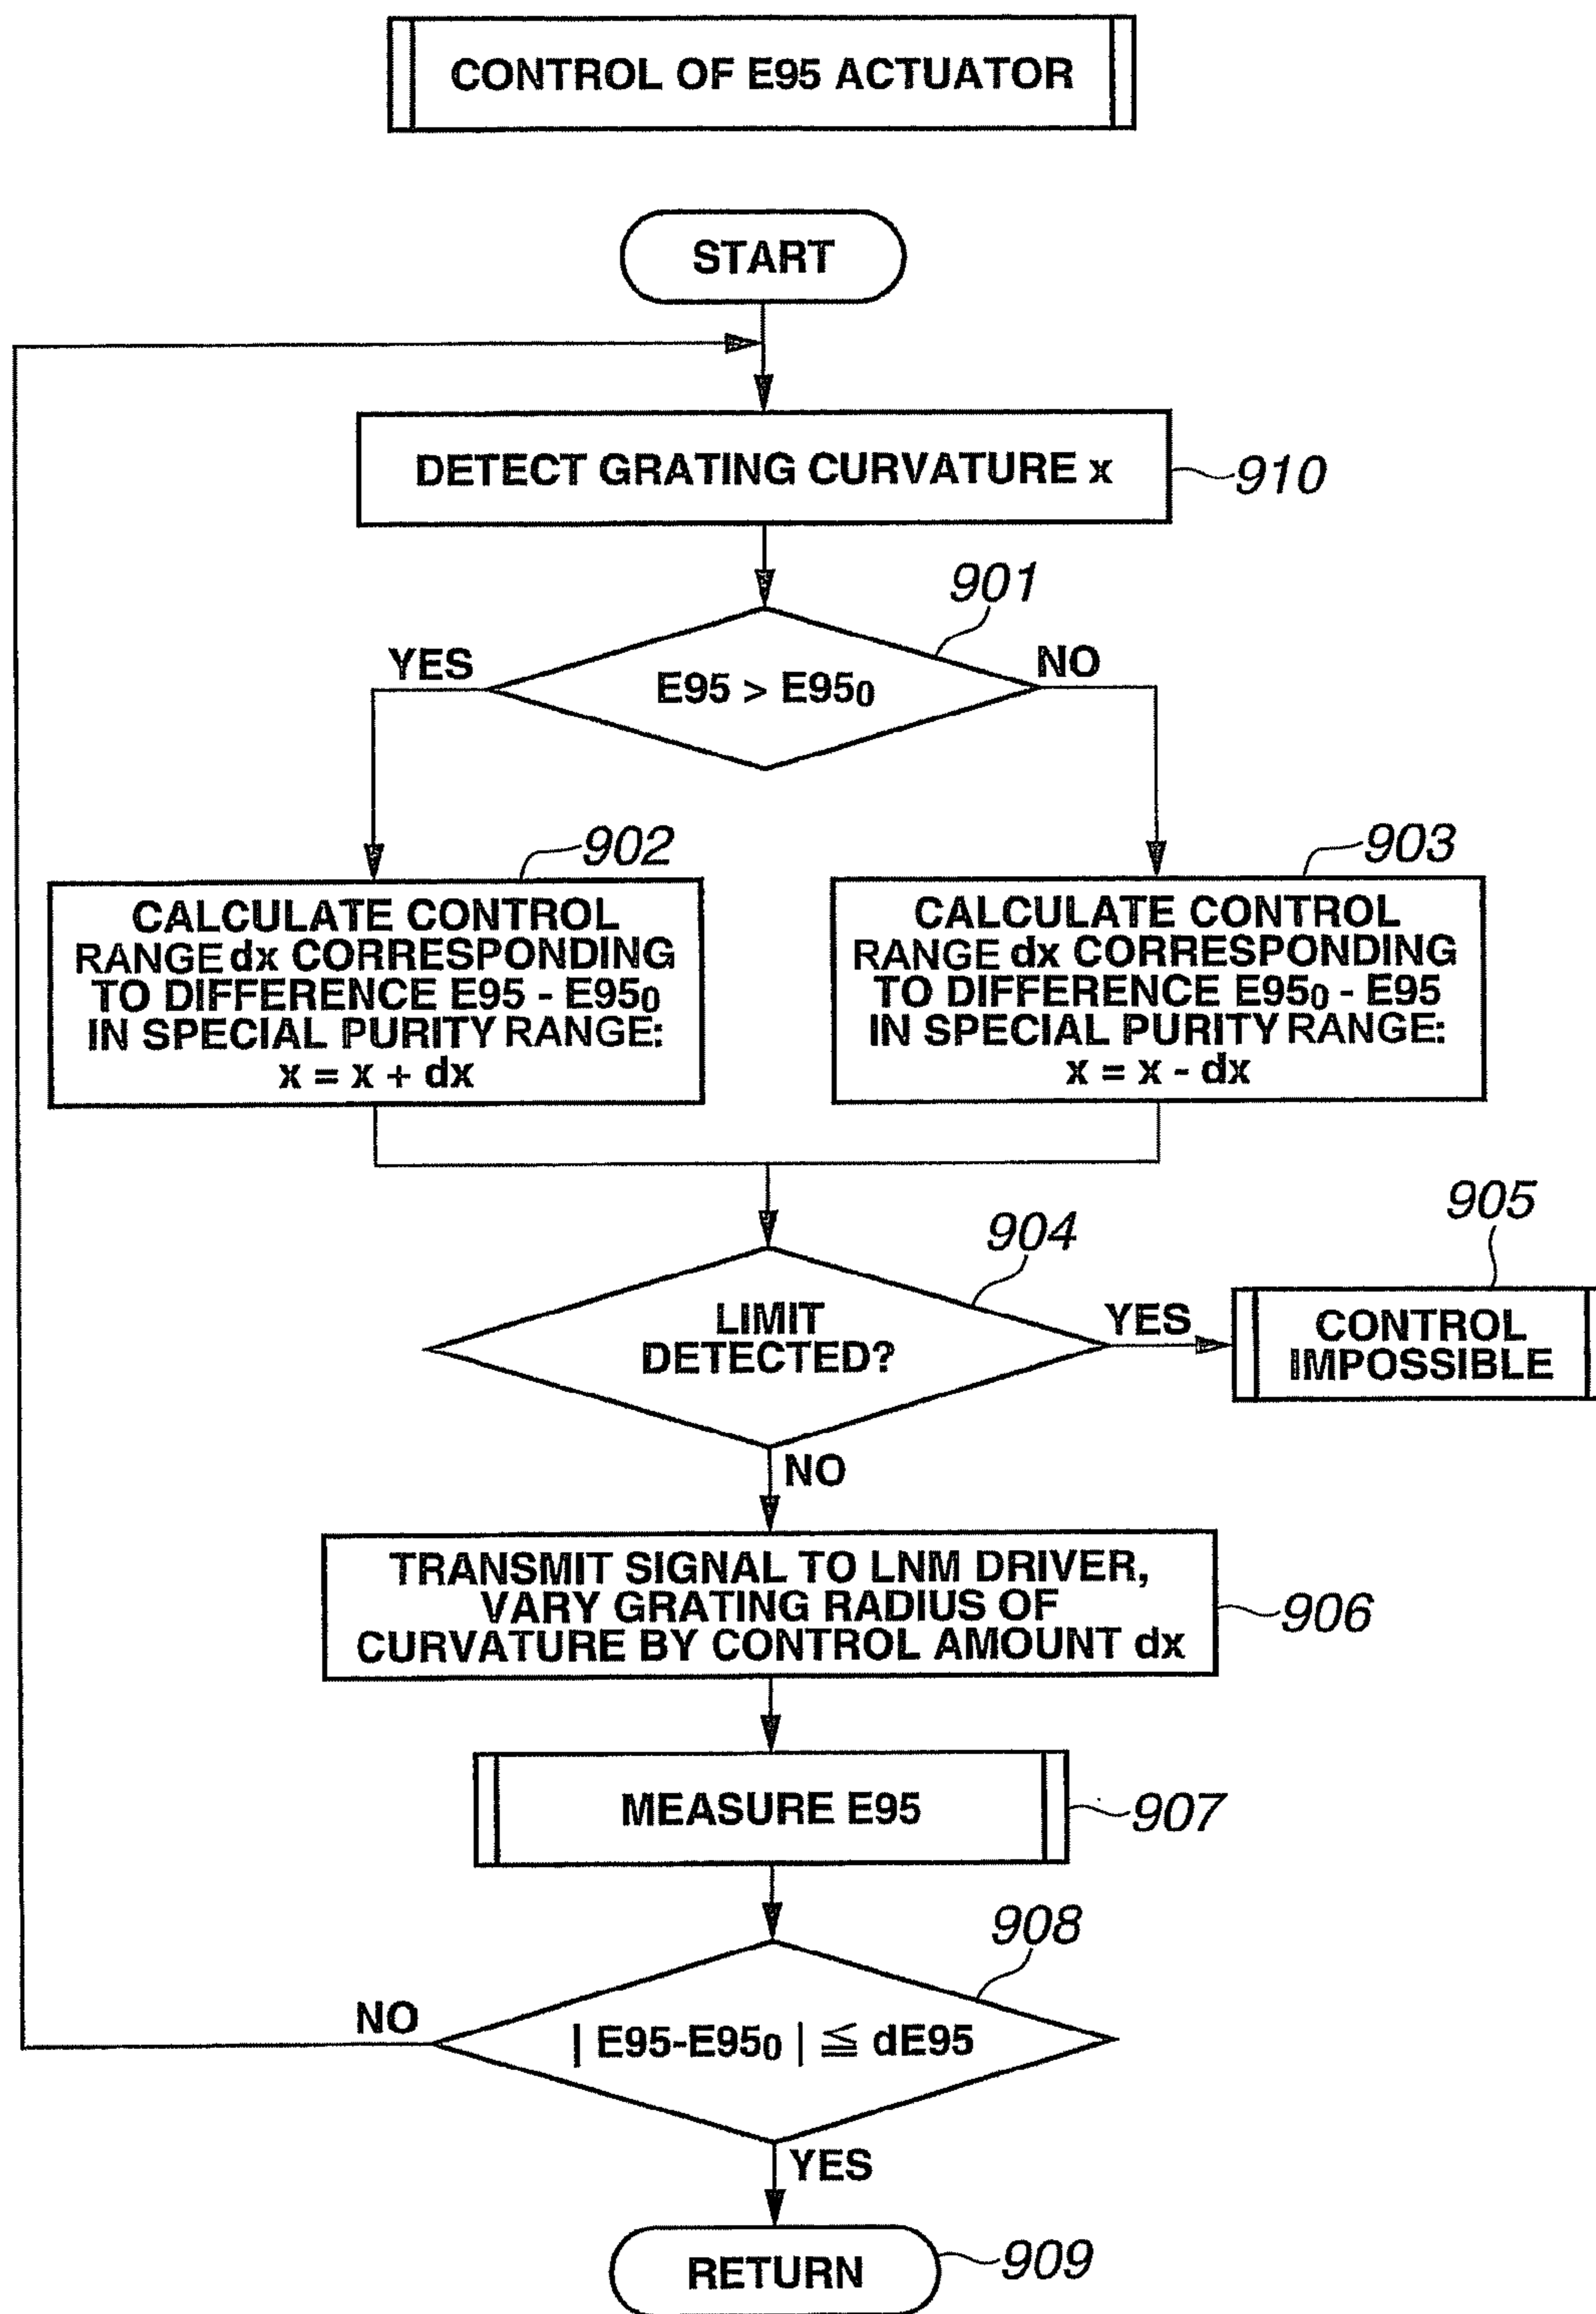 CONTROL OF E95 ACTUATOR
START
DETECT GRATING CURVATURE x
910
901
YES
NO
E95 > E95₀
902
903
CALCULATE CONTROL
RANGE dx CORRESPONDING
TO DIFFERENCE E95 - E95₀
IN SPECIAL PURITY RANGE:
x = x + dx
CALCULATE CONTROL
RANGE dx CORRESPONDING
TO DIFFERENCE E95₀ - E95
IN SPECIAL PURITY RANGE:
x = x - dx
904
905
LIMIT
DETECTED?
YES
CONTROL
IMPOSSIBLE
NO
TRANSMIT SIGNAL TO LNM DRIVER,
VARY GRATING RADIUS OF
CURVATURE BY CONTROL AMOUNT dx
906
MEASURE E95
907
908
NO
| E95-E95₀ | ≦ dE95
YES
RETURN
909